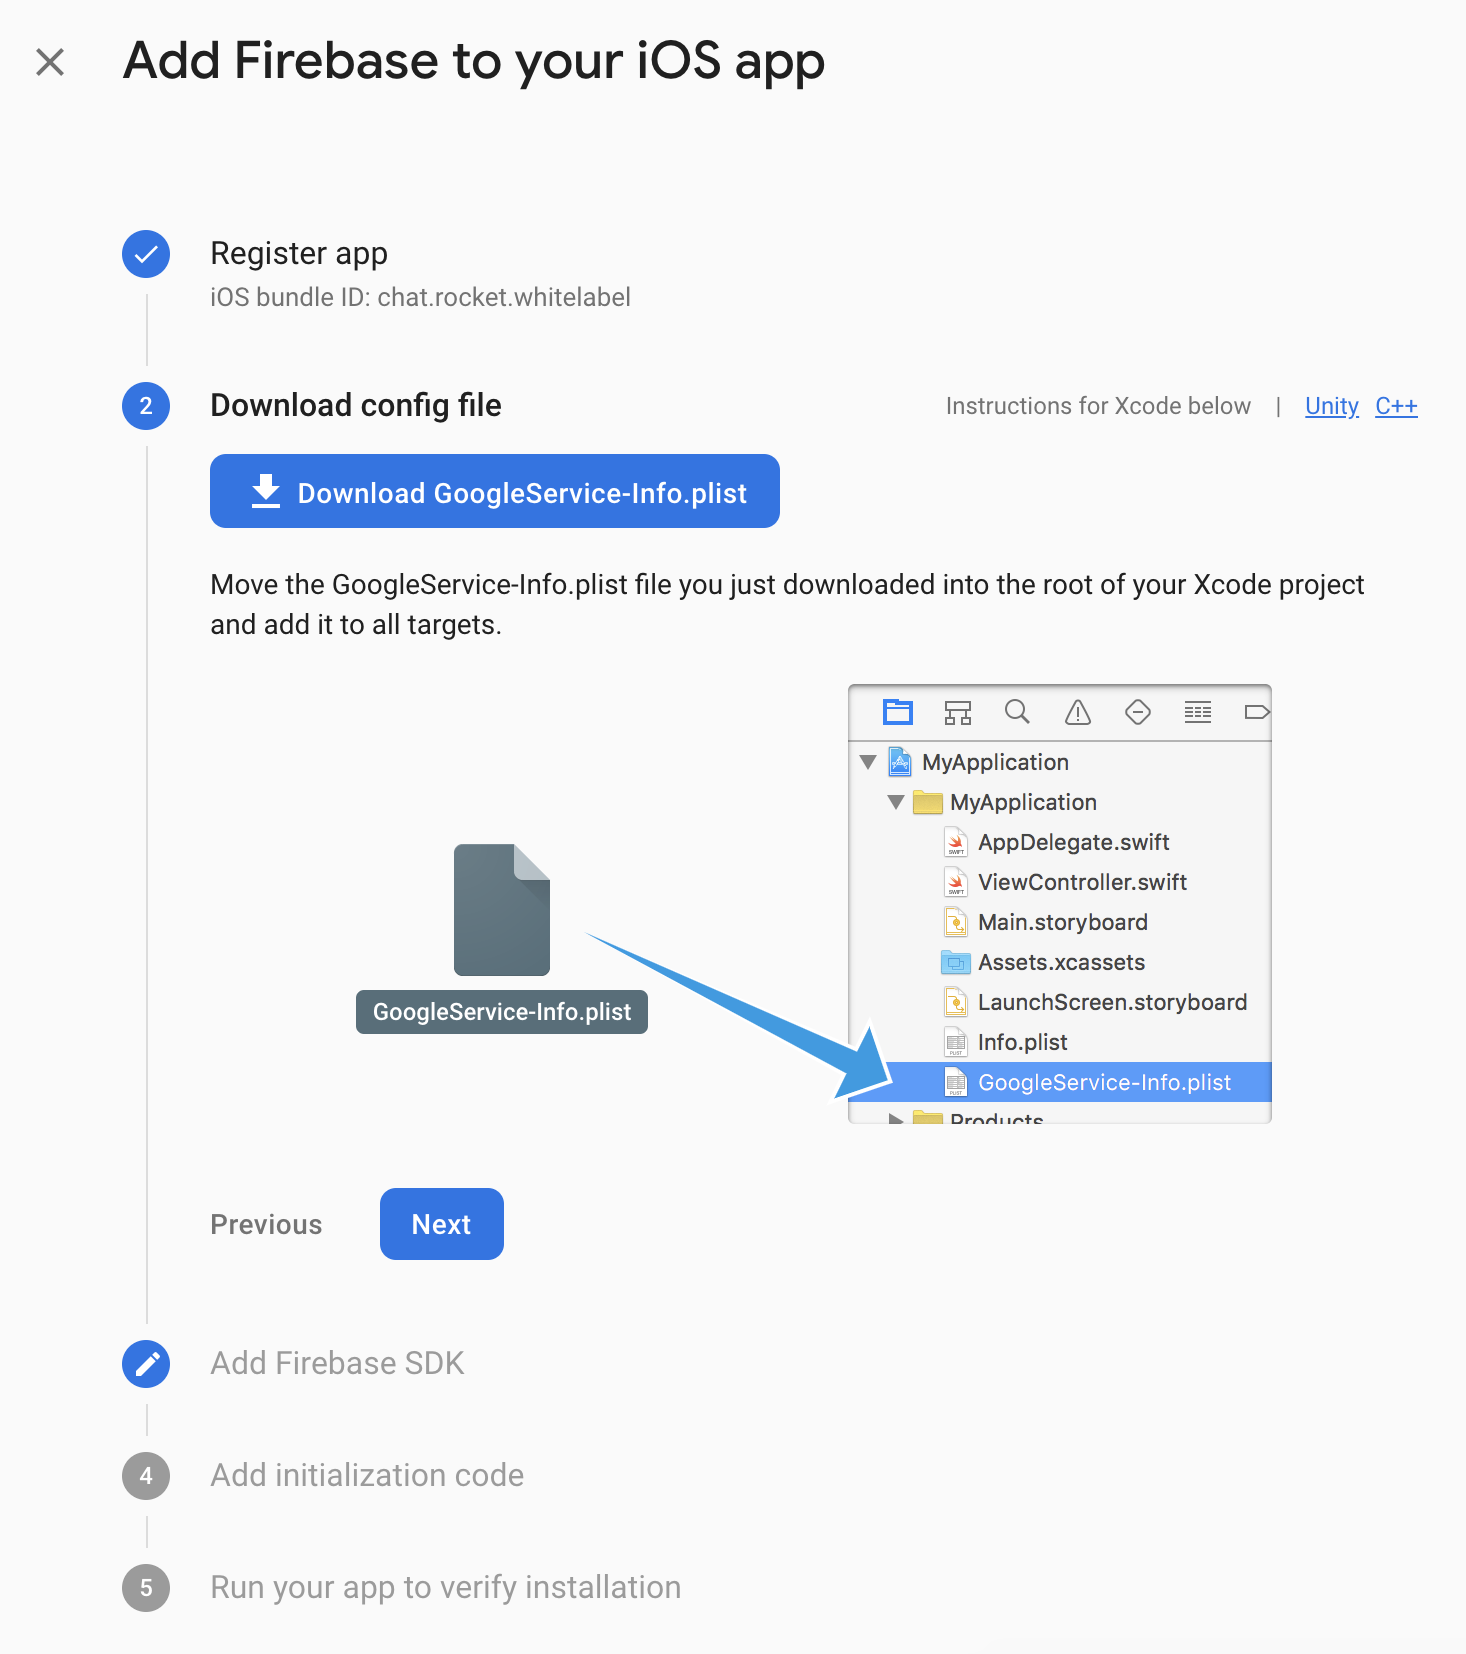 Add Firebase to your iOS app
Register app
iOS bundle ID: chat.rocket.whitelabel
2
Download config file
Instructions for Xcode below | Unity C++
Download GoogleService-Info.plist
Move the GoogleService-Info.plist file you just downloaded into the root of your Xcode project
and add it to all targets.
GoogleService-Info.plist
MyApplication
MyApplication
SWIFT AppDelegate.swift
SWIFT ViewController.swift
Main.storyboard
Assets.xcassets
LaunchScreen.storyboard
PLIST Info.plist
PLIST GoogleService-Info.plist
Products
Previous
Next
Add Firebase SDK
4
Add initialization code
5
Run your app to verify installation